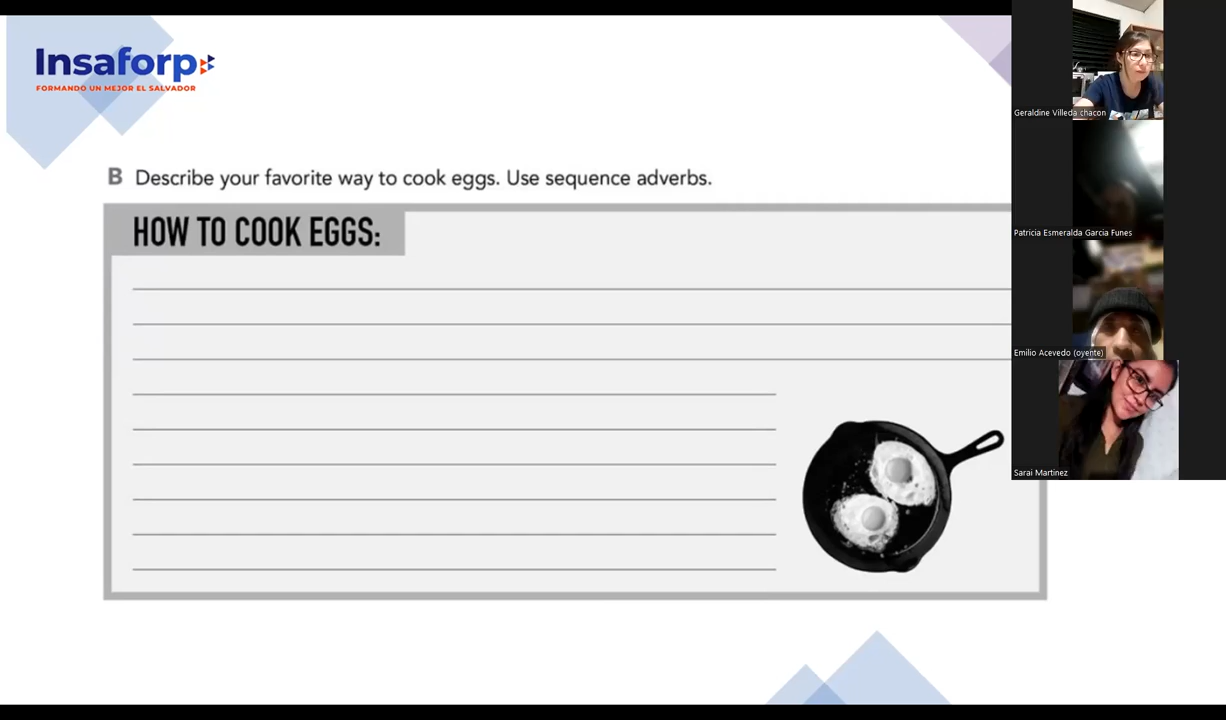 Insaforp
FORMANDO UN MEJOR EL SALVADOR
B Describe your favorite way to cook eggs. Use sequence adverbs.
HOW TO COOK EGGS:
Geraldine Villeda chacon
Patricia Esmeralda Garcia Funes
Emilio Acevedo (oyente)
Sarai Martinez